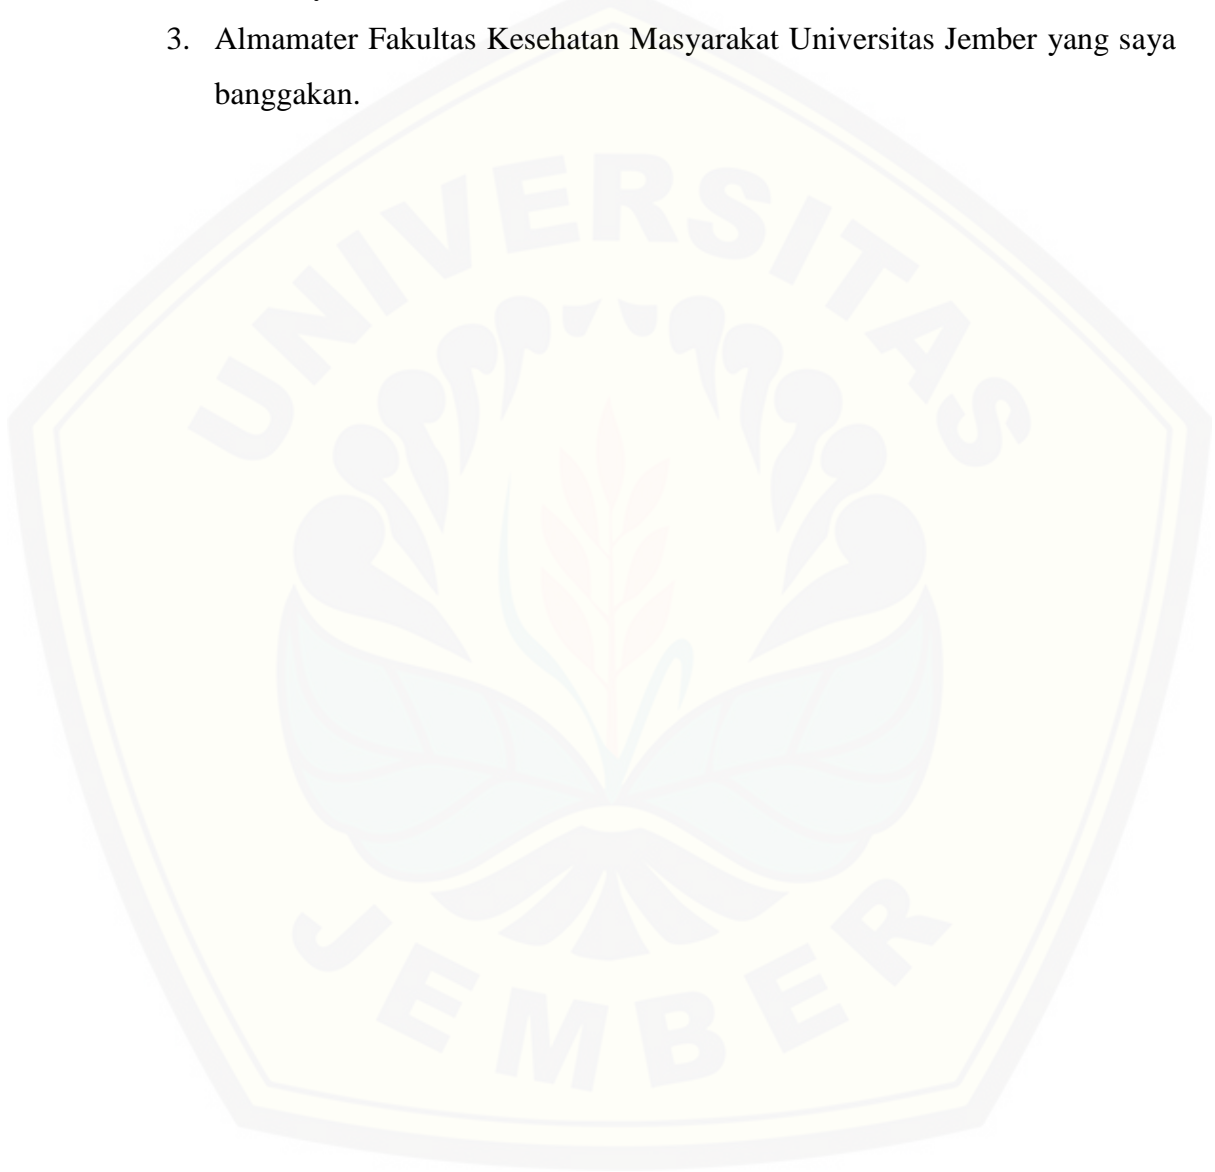 3. Almamater Fakultas Kesehatan Masyarakat Universitas Jember yang saya
banggakan.
UNIVERSITAS
JEMBER